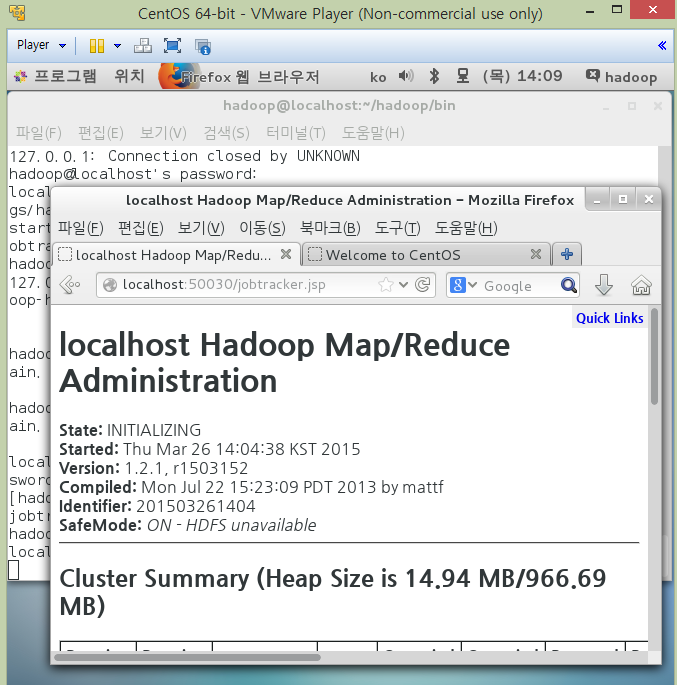 CentOS 64-bit - VMware Player (Non-commercial use only)
Player
프로그램 위치 Firefox 웹 브라우저 ko (목) 14:09 hadoop
hadoop@localhost:~/hadoop/bin
파일(F) 편집(E) 보기(V) 검색(S) 터미널(T) 도움말(H)
127.0.0.1: Connection closed by UNKNOWN
hadoop@localhost's password:
local
gs/ha
start
obtra
hadoo
127.0
oop-h
hadoo
ain.
hadoo
ain.
local
sword
[had
jobtr
hadoo
local
localhost Hadoop Map/Reduce Administration - Mozilla Firefox
파일(F) 편집(E) 보기(V) 이동(S) 북마크(B) 도구(T) 도움말(H)
localhost Hadoop Map/Redu... Welcome to CentOS
localhost:50030/jobtracker.jsp Google
Quick Links
localhost Hadoop Map/Reduce
Administration
State: INITIALIZING
Started: Thu Mar 26 14:04:38 KST 2015
Version: 1.2.1, r1503152
Compiled: Mon Jul 22 15:23:09 PDT 2013 by mattf
Identifier: 201503261404
SafeMode: ON - HDFS unavailable
Cluster Summary (Heap Size is 14.94 MB/966.69
MB)